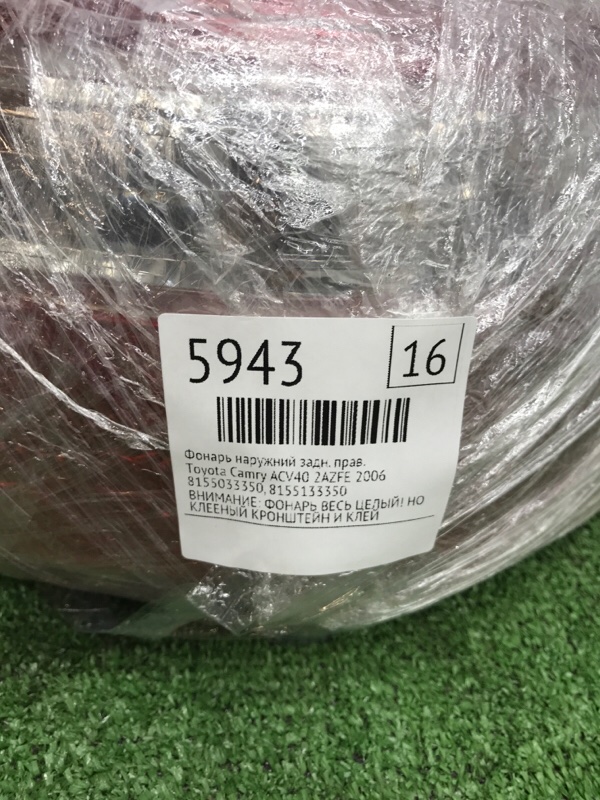 5943
16
Фонарь наружний задн. прав.
Toyota Camry ACV40 2AZFE 2006
8155033350, 8155133350
ВНИМАНИЕ: ФОНАРЬ ВЕСЬ ЦЕЛЫЙ! НО
КЛЕЕНЫЙ КРОНШТЕЙН И КЛЕЙ